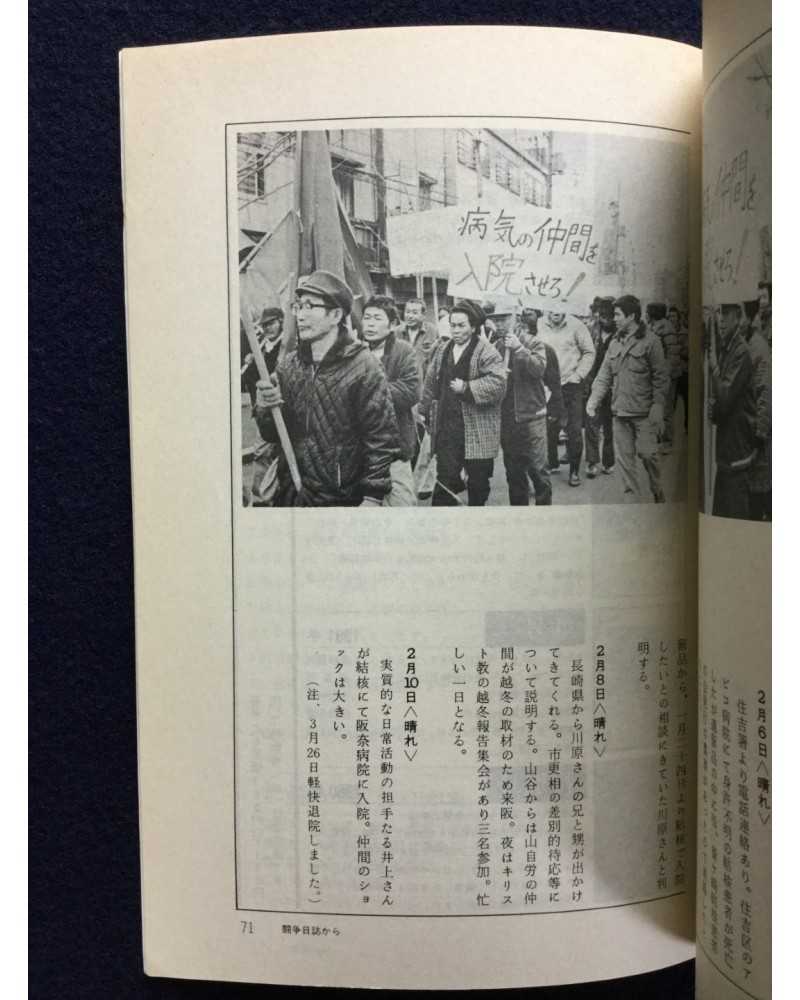 病気の仲間を
入院させろ!
2月6日〈晴れ〉
住吉署より電話連絡あり。住吉区のア
したいとの相談にきていた川原さんと判
明する。
2月8日〈晴れ〉
長崎県から川原さんの兄と甥が出かけ
てきてくれる。市更相の差別的待応等に
ついて説明する。山谷からは山自労の仲
間が越冬の取材のため来阪。夜はキリス
ト教の越冬報告集会があり三名参加。忙
しい一日となる。
2月10日〈晴れ〉
実質的な日常活動の担手たる井上さん
が結核にて阪奈病院に入院。仲間のショ
ックは大きい。
(注、3月26日軽快退院しました。)
71 闘争日誌から